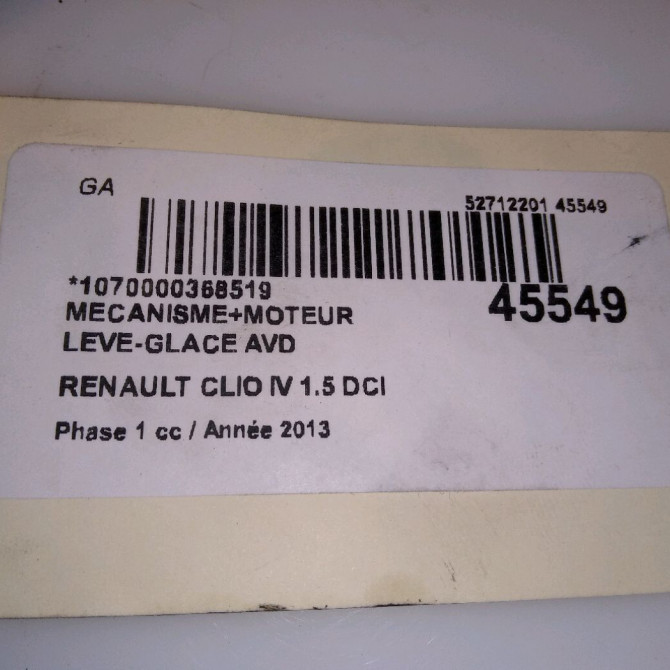 GA
52712201 45549
*1070000368519
45549
MECANISME+MOTEUR
LEVE-GLACE AVD
RENAULT CLIO IV 1.5 DCI
Phase 1 cc / Année 2013